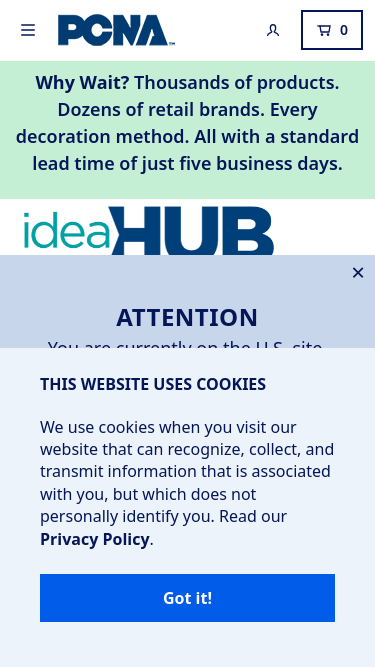 PCNA™
0
Why Wait? Thousands of products.
Dozens of retail brands. Every
decoration method. All with a standard
lead time of just five business days.
ideaHUB
ATTENTION
You are currently on the U.S. site.
THIS WEBSITE USES COOKIES
We use cookies when you visit our
website that can recognize, collect, and
transmit information that is associated
with you, but which does not
personally identify you. Read our
Privacy Policy.
Got it!